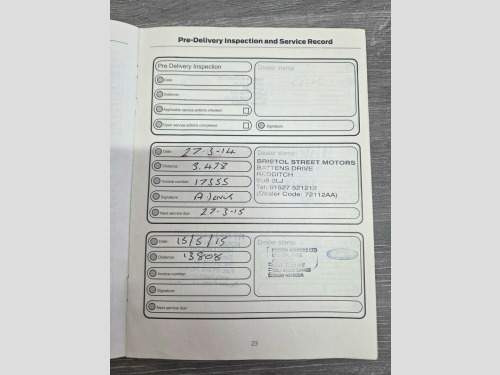 Pre-Delivery Inspection and Service Record
Pre Delivery Inspection
Dealer stamp:
Date:
Distance:
Applicable service actions checked
Open service actions completed
Signature:
Date: 27-3-14
Dealer stamp:
BRISTOL STREET MOTORS
BATTENS DRIVE
REDDITCH
Tel: 01527 521212
(Dealer Code: 72112AA)
Distance: 3.478
Invoice number: 17355
Signature:
Next service due: 27-3-15
Date: 15/5/15
Dealer stamp:
Distance: 13808
Invoice number:
Signature:
Next service due:
23